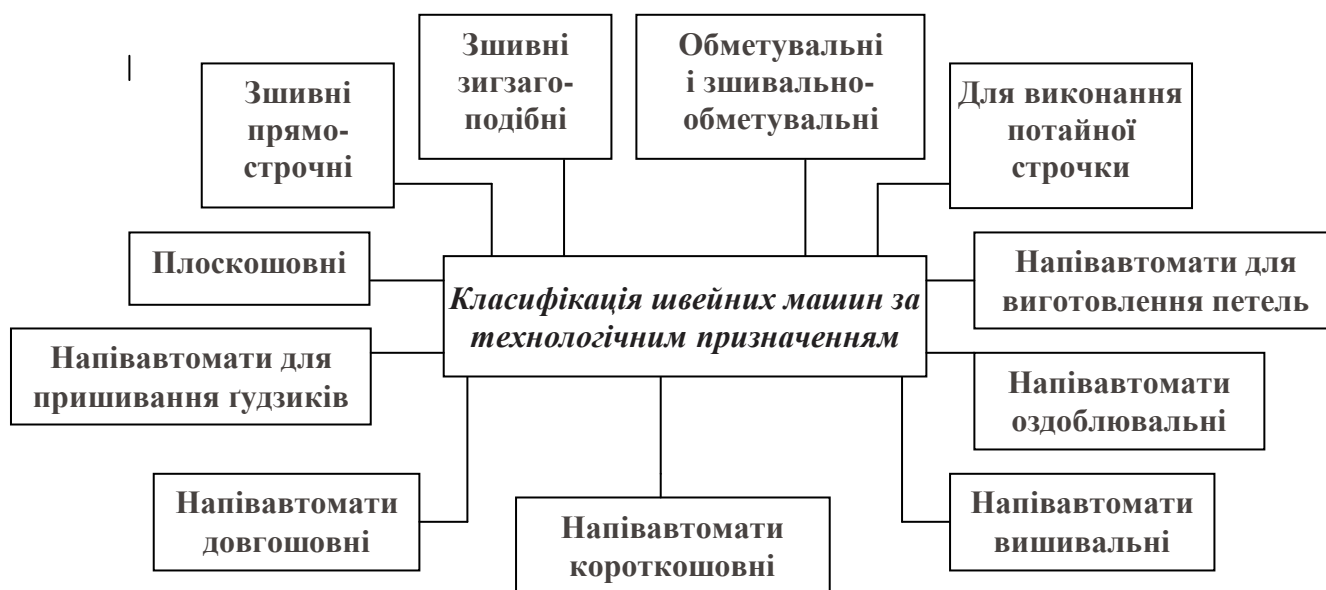 Зшивні
зигзаго-
подібні
Обметувальні
і зшивально-
обметувальні
Зшивні
прямо-
строчні
Для виконання
потайної
строчки
Плоскошовні
Класифікація швейних машин за
технологічним призначенням
Напівавтомати для
виготовлення петель
Напівавтомати для
пришивання ґудзиків
Напівавтомати
оздоблювальні
Напівавтомати
довгошовні
Напівавтомати
короткошовні
Напівавтомати
вишивальні